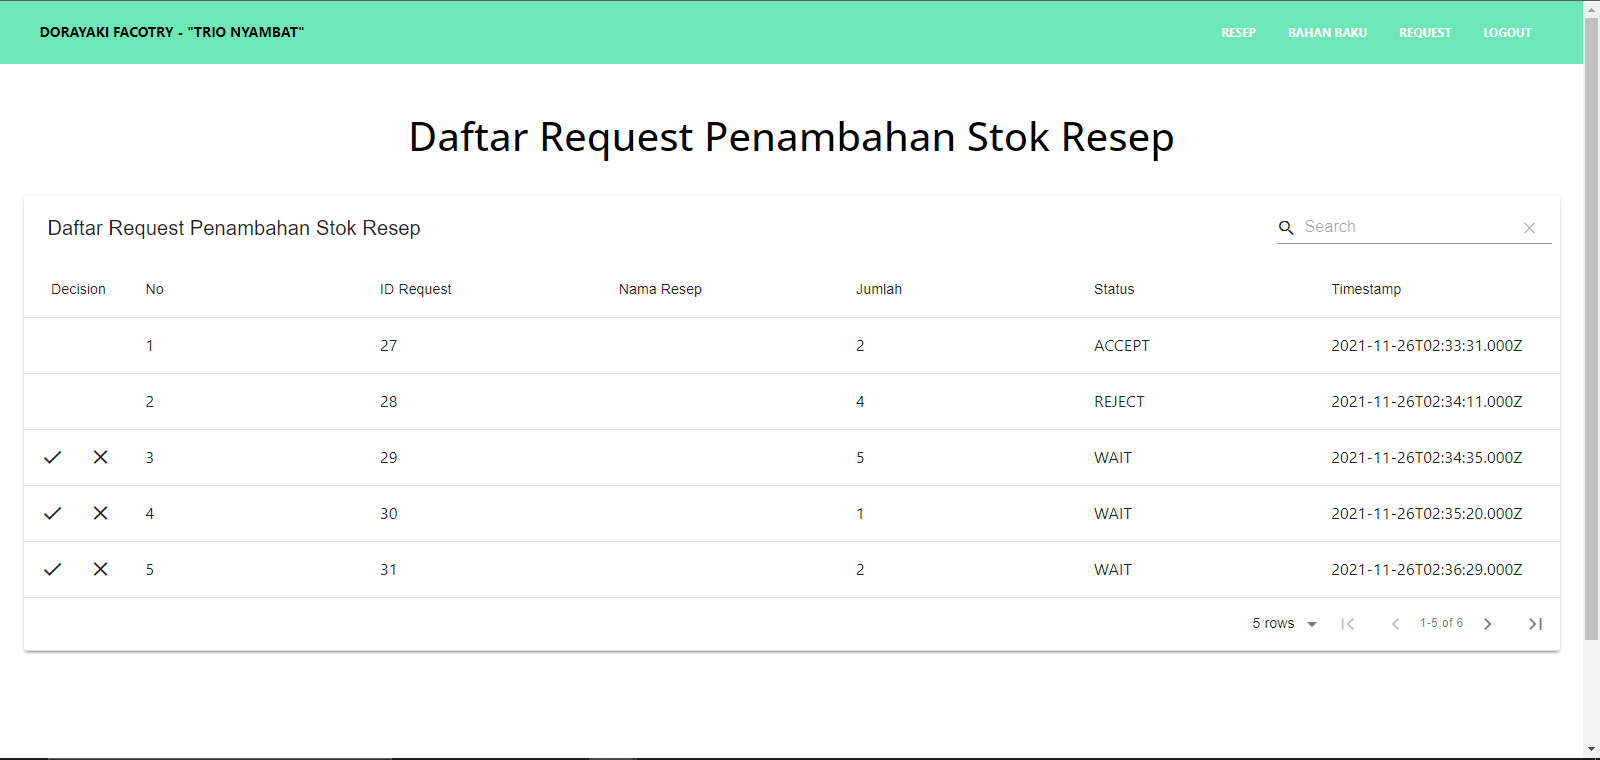 DORAYAKI FACOTRY - "TRIO NYAMBAT" RESEP BAHAN BAKU REQUEST LOGOUT
Daftar Request Penambahan Stok Resep
Daftar Request Penambahan Stok Resep Search
Decision No ID Request Nama Resep Jumlah Status Timestamp
1 27 2 ACCEPT 2021-11-26T02:33:31.000Z
2 28 4 REJECT 2021-11-26T02:34:11.000Z
3 29 5 WAIT 2021-11-26T02:34:35.000Z
4 30 1 WAIT 2021-11-26T02:35:20.000Z
5 31 2 WAIT 2021-11-26T02:36:29.000Z
5 rows 1-5 of 6